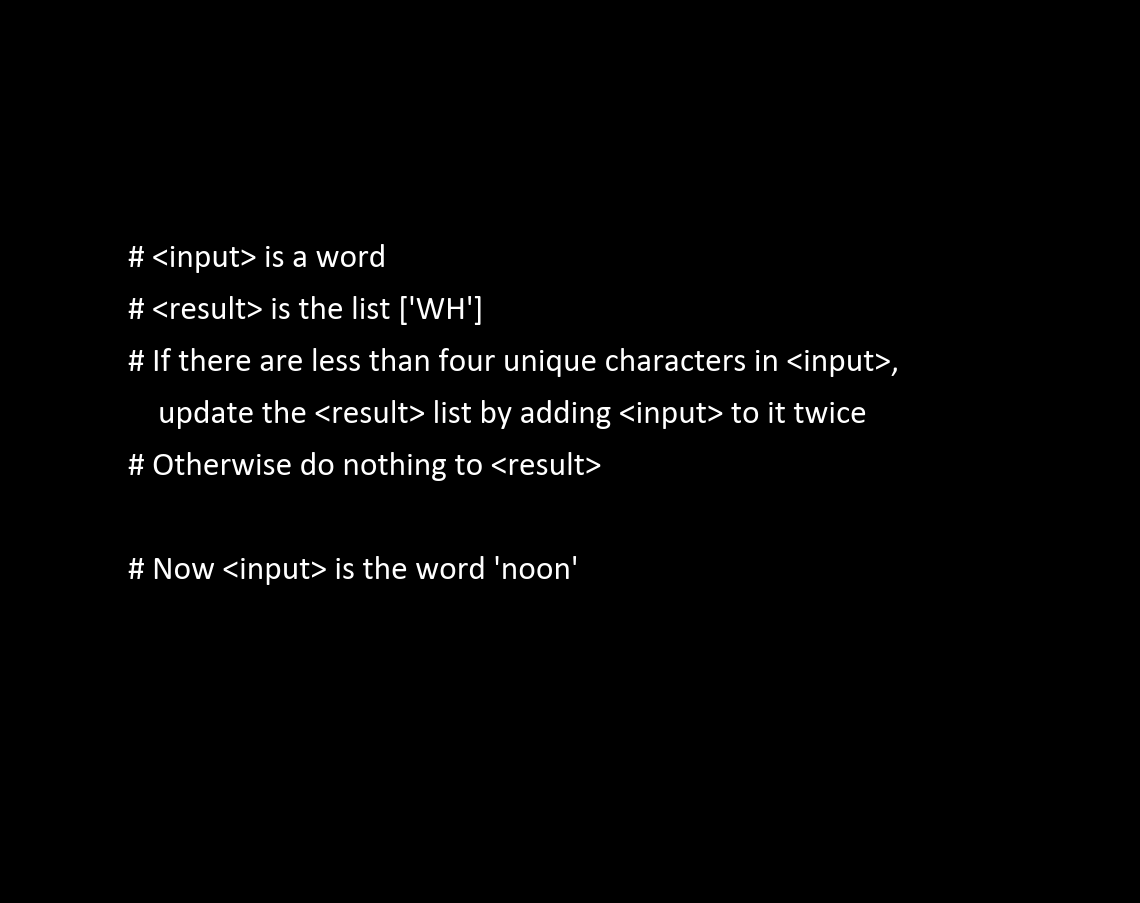 # <input> is a word
# <result> is the list ['WH']
# If there are less than four unique characters in <input>,
update the <result> list by adding <input> to it twice
# Otherwise do nothing to <result>
# Now <input> is the word 'noon'